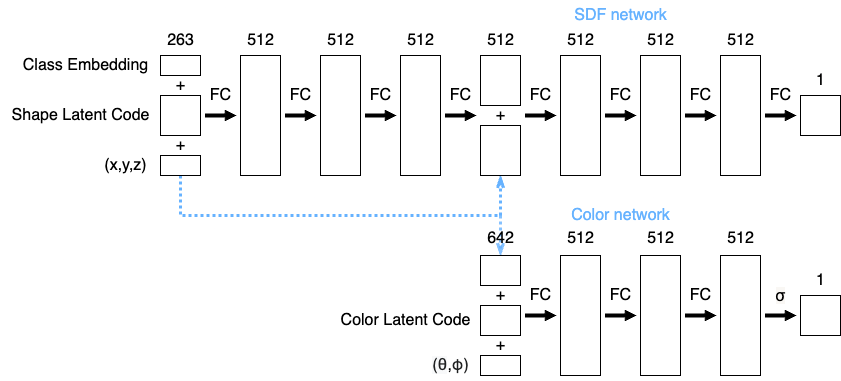 SDF network
263 512 512 512 512 512 512 512
1
Class Embedding
+
FC FC FC FC FC FC FC FC
Shape Latent Code
+
+
(x,y,z)
Color network
642 512 512 512
1
+
FC FC FC σ
Color Latent Code
+
(θ,ϕ)